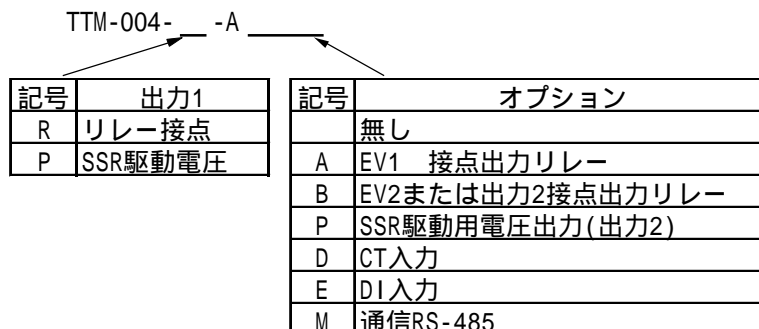 TTM-004-__ -A ____
記号 出力1
R リレー接点
P SSR駆動電圧
記号 オプション
無し
A EV1 接点出力リレー
B EV2または出力2接点出力リレー
P SSR駆動用電圧出力(出力2)
D CT入力
E DI入力
M 通信RS-485